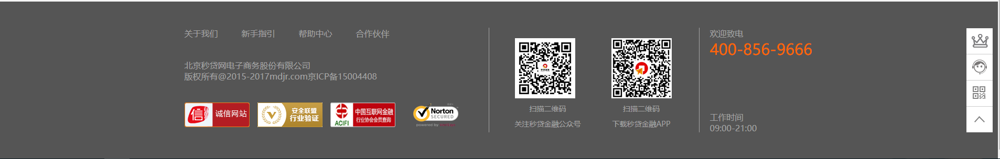 关于我们 新手指引 帮助中心 合作伙伴
北京秒贷网电子商务股份有限公司
版权所有@2015-2017mdjr.com京ICP备15004408
信 诚信网站
安全联盟
行业验证
ACIFI
中国互联网金融
行业协会会员查询
Norton
SECURED
powered by
扫描二维码
关注秒贷金融公众号
扫描二维码
下载秒贷金融APP
欢迎致电
400-856-9666
工作时间
09:00-21:00